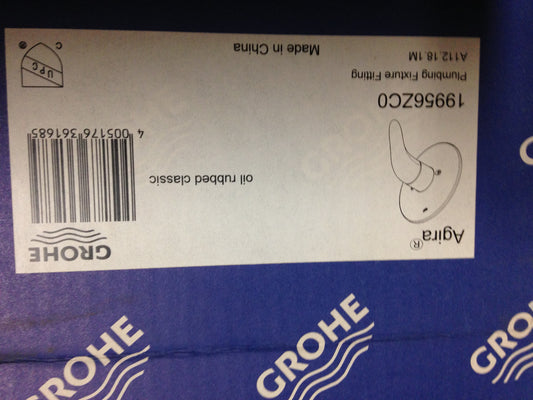 Agira®
GROHE
19956ZC0
Plumbing Fixture Fitting
A112.18.1M
Made in China
oil rubbed classic
4 005176 361685
UPC
C
®
GROHE
GROHE
GROHE